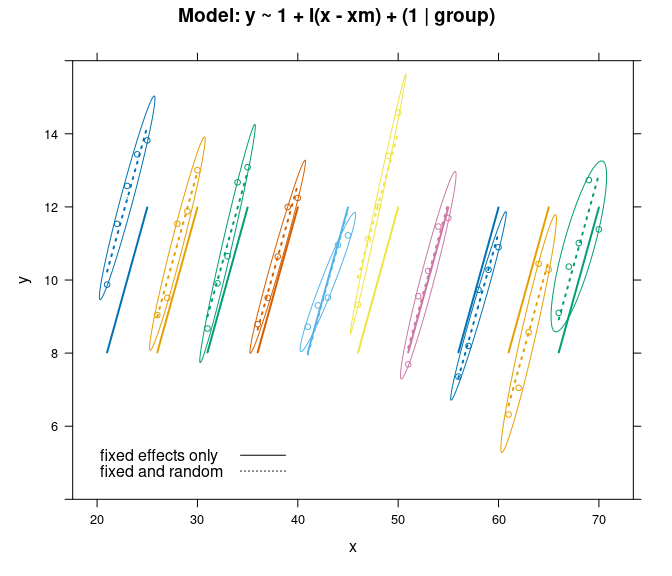 Model: y ~ 1 + I(x - xm) + (1 | group)
14
12
10
8
6
y
fixed effects only
fixed and random
20 30 40 50 60 70
x